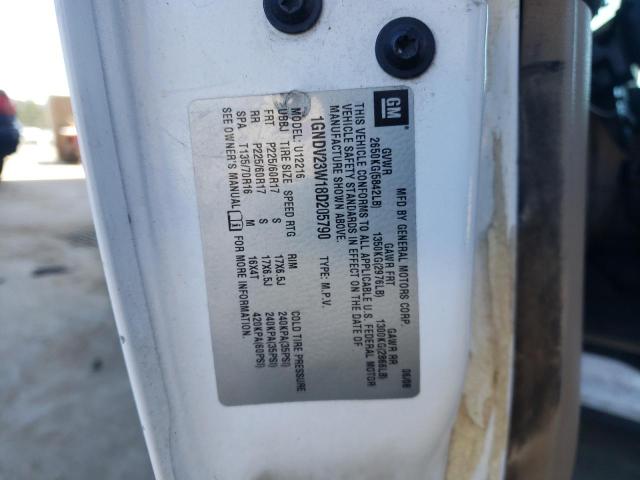 GM
MFD BY GENERAL MOTORS CORP. 06/08
GVWR GAWR FRT GAWR RR
2650KG(5842LB) 1350KG(2976LB) 1300KG(2866LB)
THIS VEHICLE CONFORMS TO ALL APPLICABLE U.S. FEDERAL MOTOR
VEHICLE SAFETY STANDARDS IN EFFECT ON THE DATE OF
MANUFACTURE SHOWN ABOVE.
1GNDV23W18D205790 TYPE: M.P.V.
MODEL: U12216
UBBJ TIRE SIZE SPEED RTG RIM COLD TIRE PRESSURE
FRT P225/60R17 S 17X6.5J 240KPA(35PSI)
RR P225/60R17 S 17X6.5J 240KPA(35PSI)
SPA T135/70R16 M 16X4T 420KPA(60PSI)
SEE OWNER'S MANUAL FOR MORE INFORMATION.